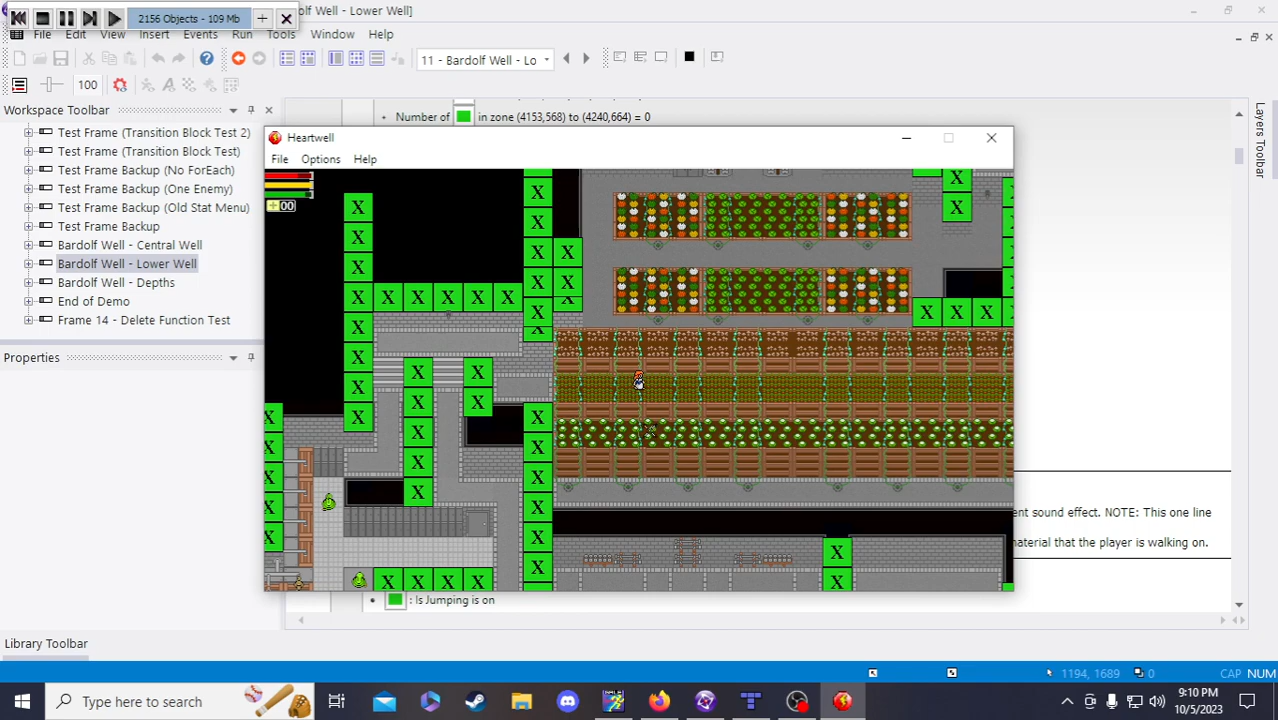 2156 Objects - 109 Mb
olf Well - Lower Well]
File Edit View Insert Events Run Tools Window Help
11 - Bardolf Well - Lo
100
Workspace Toolbar
Test Frame (Transition Block Test 2)
Test Frame (Transition Block Test)
Test Frame Backup (No ForEach)
Test Frame Backup (One Enemy)
Test Frame Backup (Old Stat Menu)
Test Frame Backup
Bardolf Well - Central Well
Bardolf Well - Lower Well
Bardolf Well - Depths
End of Demo
Frame 14 - Delete Function Test
Properties
Library Toolbar
Layers Toolbar
Number of in zone (4153,568) to (4240,664) = 0
Heartwell
File Options Help
00
ent sound effect. NOTE: This one line
material that the player is walking on.
: Is Jumping is on
1194, 1689
0
CAP NUM
Type here to search
9:10 PM
10/5/2023